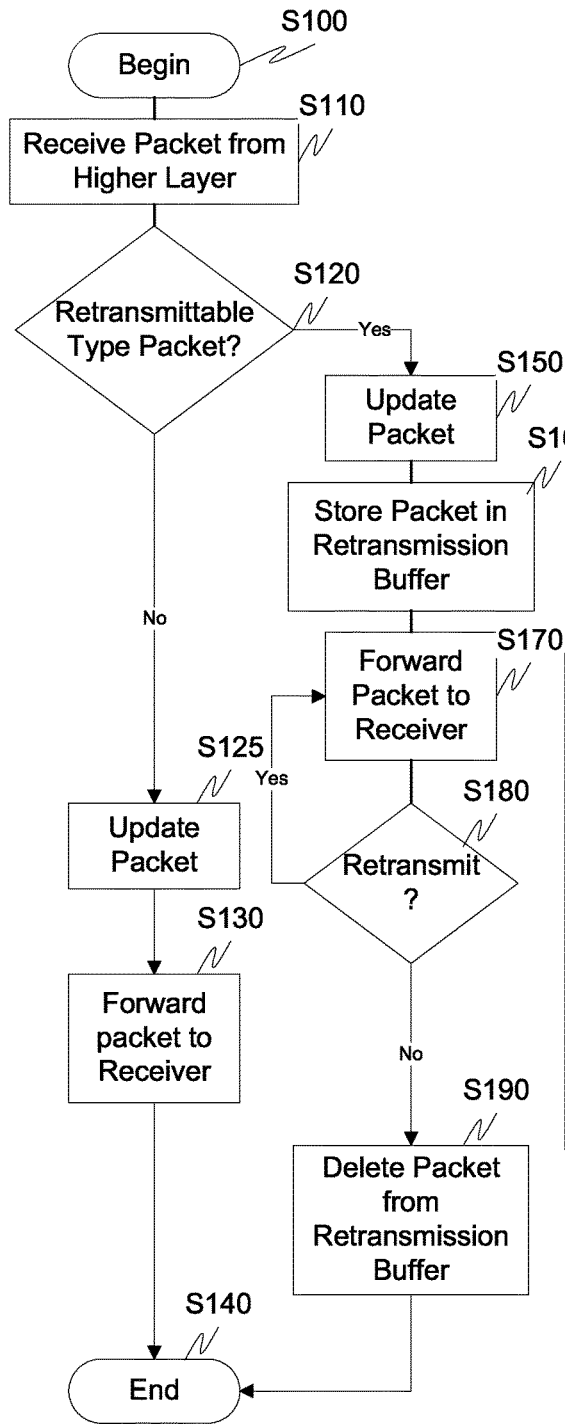 S100
Begin
S110
Receive Packet from
Higher Layer
S120
Retransmittable
Type Packet?
Yes
S150
Update
Packet
Store Packet in
Retransmission
Buffer
No
S170
Forward
Packet to
Receiver
S125
Yes
Update
Packet
S180
Retransmit
?
S130
Forward
packet to
Receiver
No
S190
Delete Packet
from
Retransmission
Buffer
S140
End